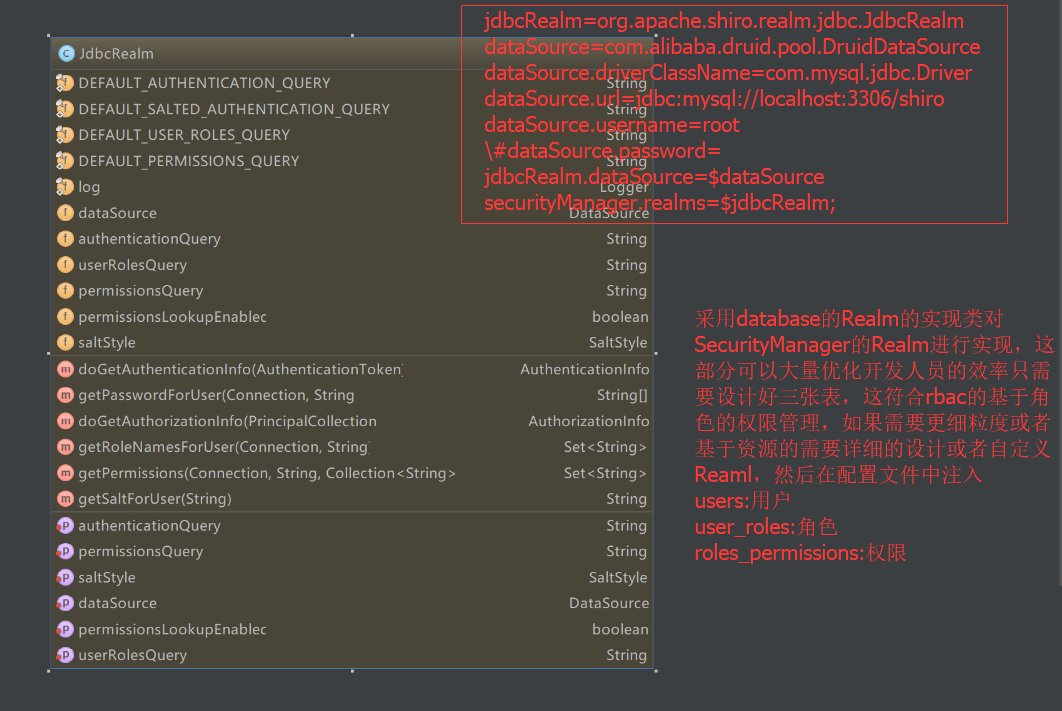 jdbcRealm=org.apache.shiro.realm.jdbc.JdbcRealm
dataSource=com.alibaba.druid.pool.DruidDataSource
dataSource.driverClassName=com.mysql.jdbc.Driver
dataSource.url=jdbc:mysql://localhost:3306/shiro
dataSource.username=root
\#dataSource.password=
jdbcRealm.dataSource=$dataSource
securityManager.realms=$jdbcRealm;
JdbcRealm
DEFAULT_AUTHENTICATION_QUERY String
DEFAULT_SALTED_AUTHENTICATION_QUERY String
DEFAULT_USER_ROLES_QUERY String
DEFAULT_PERMISSIONS_QUERY String
log Logger
dataSource DataSource
authenticationQuery String
userRolesQuery String
permissionsQuery String
permissionsLookupEnablec boolean
saltStyle SaltStyle
doGetAuthenticationInfo(AuthenticationToken) AuthenticationInfo
getPasswordForUser(Connection, String String[]
doGetAuthorizationInfo(PrincipalCollection AuthorizationInfo
getRoleNamesForUser(Connection, String) Set<String>
getPermissions(Connection, String, Collection<String> Set<String>
getSaltForUser(String) String
authenticationQuery String
permissionsQuery String
saltStyle SaltStyle
dataSource DataSource
permissionsLookupEnablec boolean
userRolesQuery String
采用database的Realm的实现类对
SecurityManager的Realm进行实现，这
部分可以大量优化开发人员的效率只需
要设计好三张表，这符合rbac的基于角
色的权限管理，如果需要更细粒度或者
基于资源的需要详细的设计或者自定义
Reaml，然后在配置文件中注入
users:用户
user_roles:角色
roles_permissions:权限